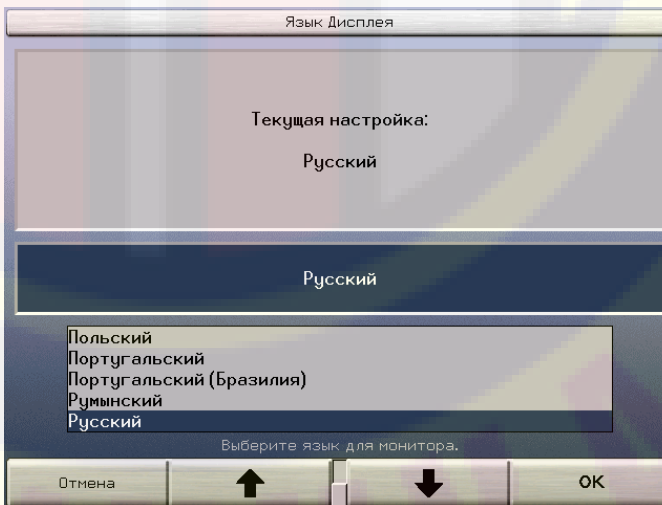 Язык Дисплея
Текущая настройка:
Русский
Русский
Польский
Португальский
Португальский (Бразилия)
Румынский
Русский
Выберите язык для монитора.
Отмена
OK